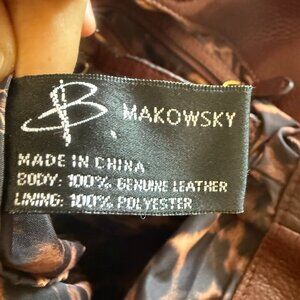 B MAKOWSKY
MADE IN CHINA
BODY: 100% GENUINE LEATHER
LINING: 100% POLYESTER